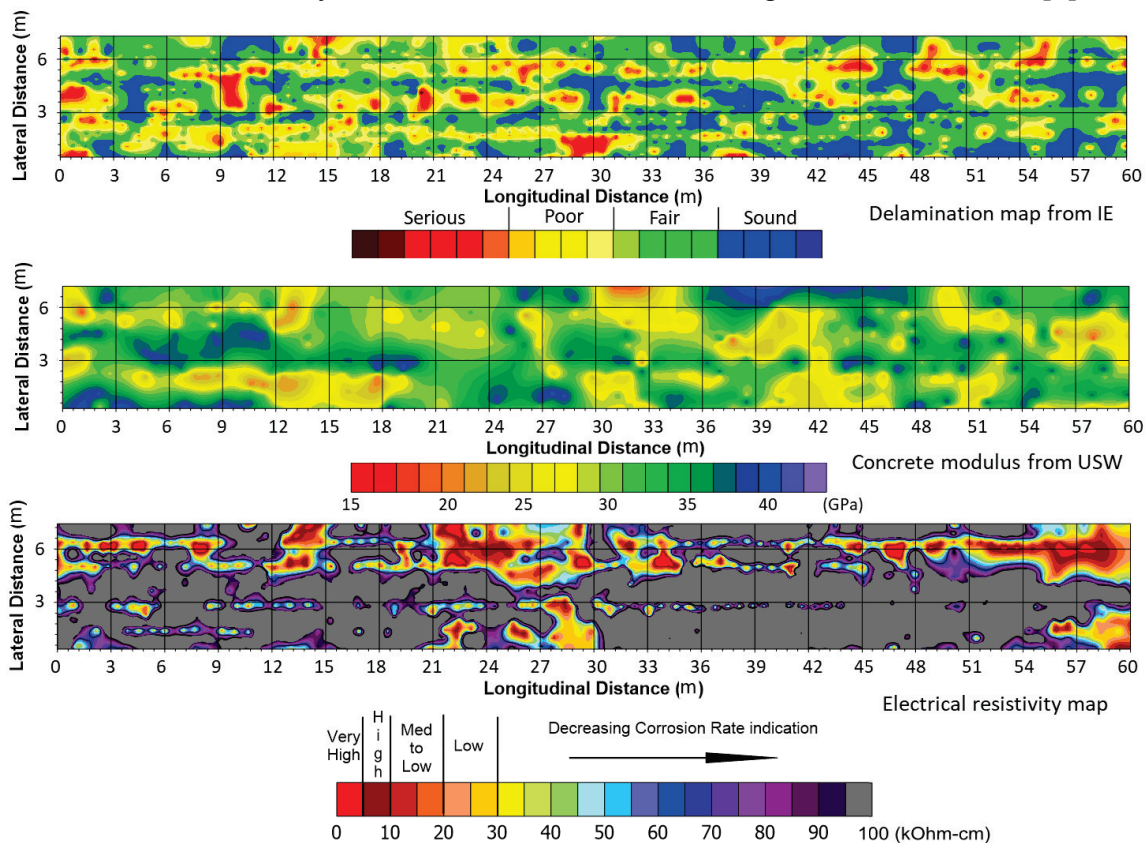 Lateral Distance (m)
6
3
0 3 6 9 12 15 18 21 24 27 30 33 36 39 42 45 48 51 54 57 60
Longitudinal Distance (m)
Serious Poor Fair Sound
Delamination map from IE
Lateral Distance (m)
6
3
0 3 6 9 12 15 18 21 24 27 30 33 36 39 42 45 48 51 54 57 60
Longitudinal Distance (m)
Concrete modulus from USW
15 20 25 30 35 40 (GPa)
Lateral Distance (m)
6
3
0 3 6 9 12 15 18 21 24 27 30 33 36 39 42 45 48 51 54 57 60
Longitudinal Distance (m)
Electrical resistivity map
Very High
High
Med to Low
Low
Decreasing Corrosion Rate indication
0 10 20 30 40 50 60 70 80 90 100 (kOhm-cm)